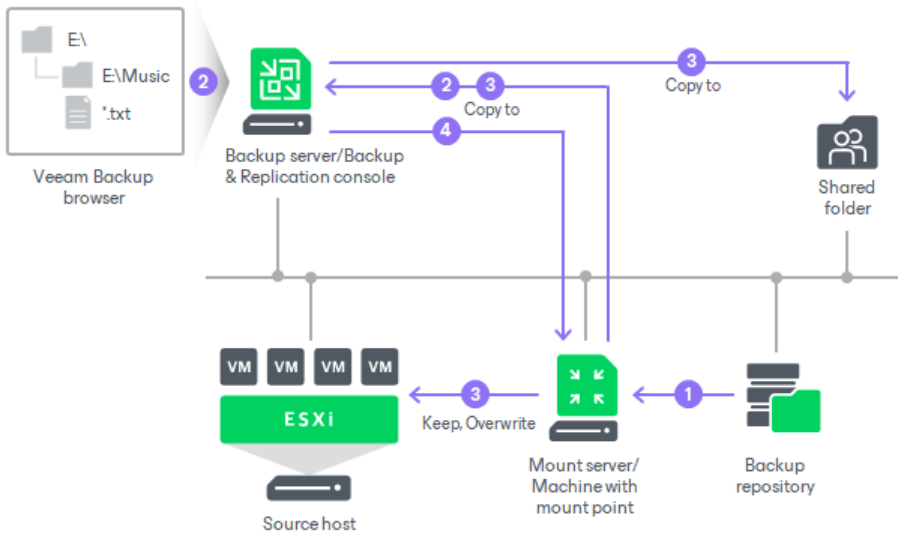 E:\
E:\Music
*.txt
Veeam Backup
browser
2
Backup server/Backup
& Replication console
2
3
Copy to
4
3
Copy to
Shared
folder
VM
VM
VM
VM
ESXi
Source host
3
Keep, Overwrite
Mount server/
Machine with
mount point
1
Backup
repository